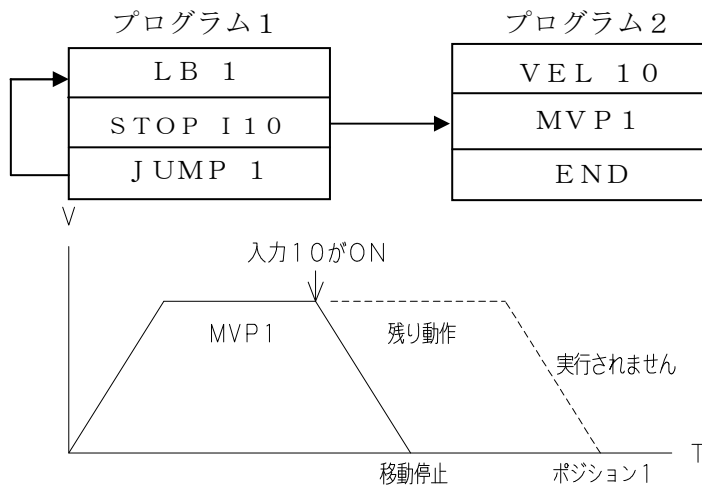 プログラム１
プログラム２
ＬＢ １
ＳＴＯＰ Ｉ１０
ＪＵＭＰ １
ＶＥＬ １０
ＭＶＰ１
ＥＮＤ
Ｖ
入力１０がＯＮ
ＭＶＰ１
残り動作
実行されません
Ｔ
移動停止
ポジション１